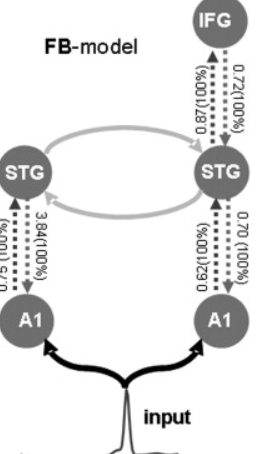 IFG
FB-model
0.87(100%)
0.72(100%)
STG
STG
3.84(100%)
0.62(100%)
0.70 (100%)
A1
A1
input